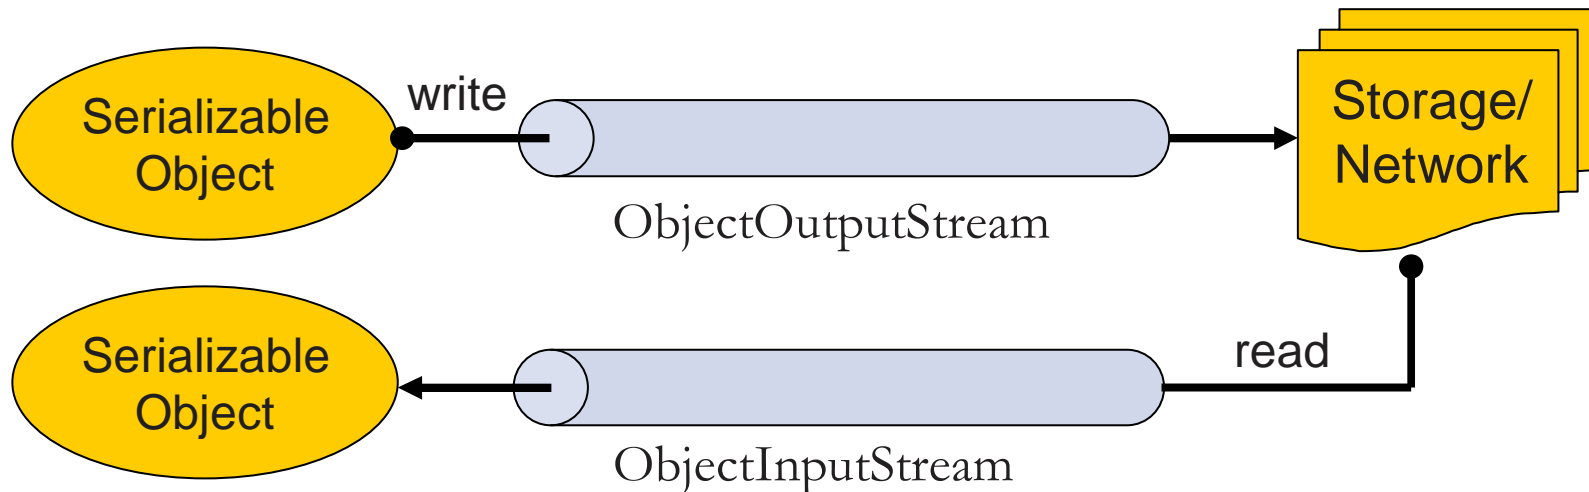 Serializable
Object
write
ObjectOutputStream
Storage/
Network
Serializable
Object
read
ObjectInputStream